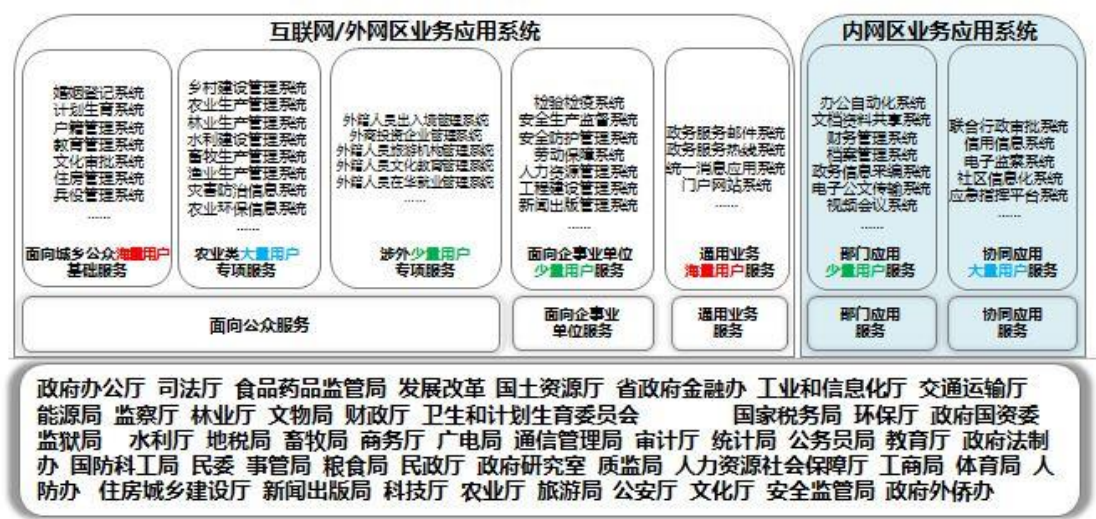 互联网/外网区业务应用系统
婚姻登记系统
计划生育系统
户籍管理系统
教育管理系统
文化审批系统
住房管理系统
兵役管理系统
……
面向城乡公众海量用户
基础服务
乡村建设管理系统
农业生产管理系统
林业生产管理系统
水利建设管理系统
畜牧生产管理系统
渔业生产管理系统
灾害防治信息系统
农业环保信息系统
……
农业类大量用户
专项服务
外籍人员出入境管理系统
外商投资企业管理系统
外籍人员旅游机构管理系统
外籍人员文化教育管理系统
外籍人员在华就业管理系统
……
涉外少量用户
专项服务
检验检疫系统
安全生产监督系统
安全防护管理系统
劳动保障系统
人力资源管理系统
工程建设管理系统
新闻出版管理系统
……
面向企事业单位
少量用户服务
政务服务邮件系统
政务服务热线系统
统一消息应用系统
门户网站系统
……
通用业务
海量用户服务
面向公众服务
面向企事业
单位服务
通用业务
服务
内网区业务应用系统
办公自动化系统
文档资料共享系统
财务管理系统
档案管理系统
政务信息采编系统
电子公文传输系统
视频会议系统
……
部门应用
少量用户服务
联合行政审批系统
信用信息系统
电子监察系统
社区信息化系统
应急指挥平台系统
……
协同应用
大量用户服务
部门应用
服务
协同应用
服务
政府办公厅 司法厅 食品药品监管局 发展改革 国土资源厅 省政府金融办 工业和信息化厅 交通运输厅
能源局 监察厅 林业厅 文物局 财政厅 卫生和计划生育委员会 国家税务局 环保厅 政府国资委
监狱局 水利厅 地税局 畜牧局 商务厅 广电局 通信管理局 审计厅 统计局 公务员局 教育厅 政府法制
办 国防科工局 民委 事管局 粮食局 民政厅 政府研究室 质监局 人力资源社会保障厅 工商局 体育局 人
防办 住房城乡建设厅 新闻出版局 科技厅 农业厅 旅游局 公安厅 文化厅 安全监管局 政府外侨办